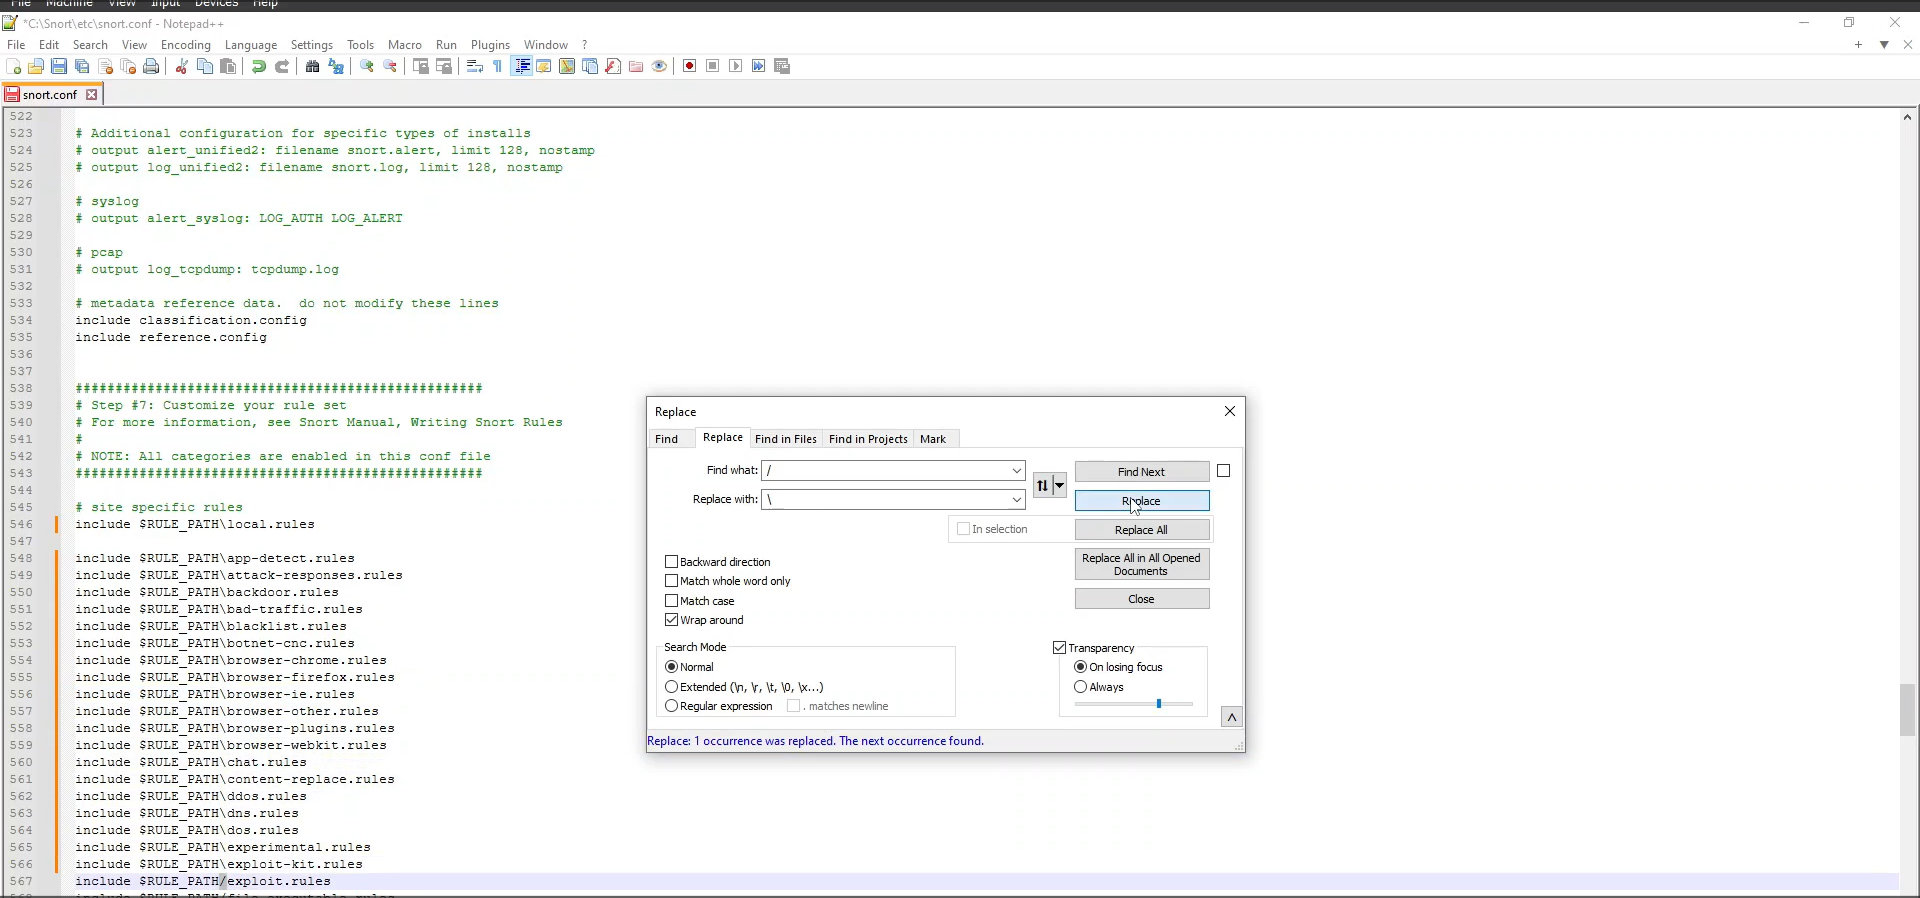 File Machine View Input Devices Help
*C:\Snort\etc\snort.conf - Notepad++
File Edit Search View Encoding Language Settings Tools Macro Run Plugins Window ?
snort.conf
522
523 # Additional configuration for specific types of installs
524 # output alert_unified2: filename snort.alert, limit 128, nostamp
525 # output log_unified2: filename snort.log, limit 128, nostamp
526
527 # syslog
528 # output alert_syslog: LOG_AUTH LOG_ALERT
529
530 # pcap
531 # output log_tcpdump: tcpdump.log
532
533 # metadata reference data.  do not modify these lines
534 include classification.config
535 include reference.config
536
537
538 ###################################################
539 # Step #7: Customize your rule set
540 # For more information, see Snort Manual, Writing Snort Rules
541 #
542 # NOTE: All categories are enabled in this conf file
543 ###################################################
544
545 # site specific rules
546 include $RULE_PATH\local.rules
547
548 include $RULE_PATH\app-detect.rules
549 include $RULE_PATH\attack-responses.rules
550 include $RULE_PATH\backdoor.rules
551 include $RULE_PATH\bad-traffic.rules
552 include $RULE_PATH\blacklist.rules
553 include $RULE_PATH\botnet-cnc.rules
554 include $RULE_PATH\browser-chrome.rules
555 include $RULE_PATH\browser-firefox.rules
556 include $RULE_PATH\browser-ie.rules
557 include $RULE_PATH\browser-other.rules
558 include $RULE_PATH\browser-plugins.rules
559 include $RULE_PATH\browser-webkit.rules
560 include $RULE_PATH\chat.rules
561 include $RULE_PATH\content-replace.rules
562 include $RULE_PATH\ddos.rules
563 include $RULE_PATH\dns.rules
564 include $RULE_PATH\dos.rules
565 include $RULE_PATH\experimental.rules
566 include $RULE_PATH\exploit-kit.rules
567 include $RULE_PATH/exploit.rules
Replace
Find Replace Find in Files Find in Projects Mark
Find what: / Find Next
Replace with: \ Replace
In selection Replace All
Replace All in All Opened
Documents
Close
Backward direction
Match whole word only
Match case
Wrap around
Search Mode
Normal
Extended (\n, \r, \t, \0, \x...)
Regular expression . matches newline
Transparency
On losing focus
Always
Replace: 1 occurrence was replaced. The next occurrence found.